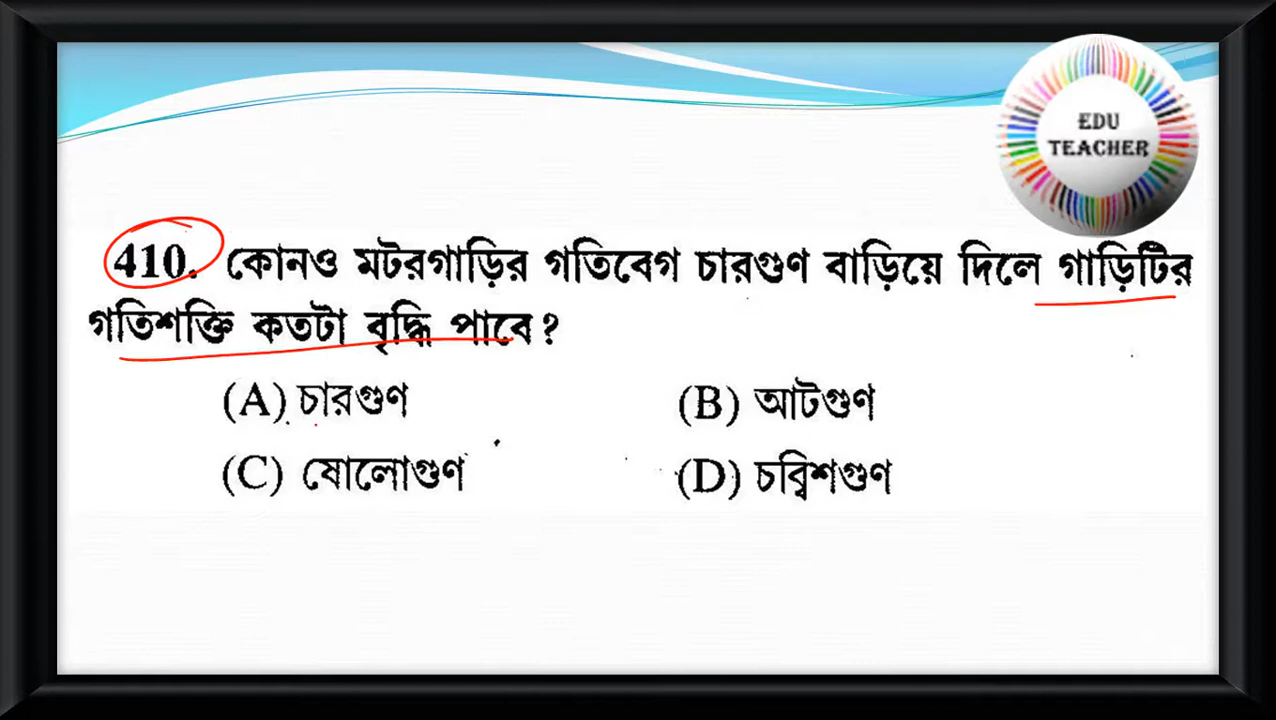 EDU
TEACHER
410. কোনও মটরগাড়ির গতিবেগ চারগুণ বাড়িয়ে দিলে গাড়িটির
গতিশক্তি কতটা বৃদ্ধি পাবে?
(A) চারগুণ (B) আটগুণ
(C) ষোলোগুণ (D) চব্বিশগুণ